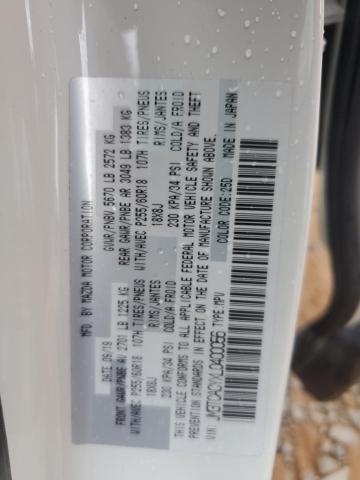 MFD. BY MAZDA MOTOR CORPORATION
DATE: 09/19 GVWR/PNBV 5670 LB 2572 KG
FRONT GAWR/PNBE AV 2701 LB 1225 KG REAR GAWR/PNBE AR 3049 LB 1383 KG
WITH/AVEC P255/60R18 107H TIRES/PNEUS WITH/AVEC P255/60R18 107H TIRES/PNEUS
18X8J RIMS/JANTES 18X8J RIMS/JANTES
230 KPA/34 PSI COLD/A FROID 230 KPA/34 PSI COLD/A FROID
THIS VEHICLE CONFORMS TO ALL APPLICABLE FEDERAL MOTOR VEHICLE SAFETY AND THEFT
PREVENTION STANDARDS IN EFFECT ON THE DATE OF MANUFACTURE SHOWN ABOVE.
COLOR CODE: 25D MADE IN JAPAN
VIN: TYPE: MPV